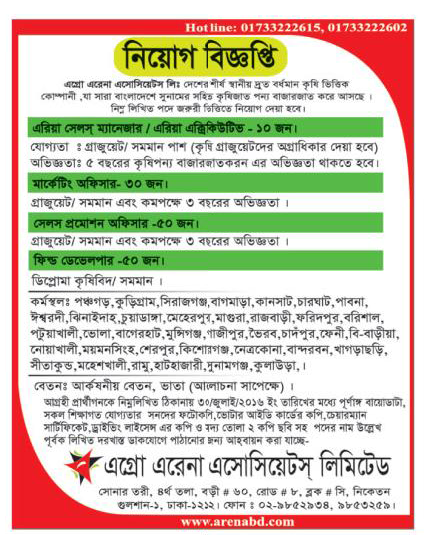 Hot line: 01733222615, 01733222602
নিয়োগ বিজ্ঞপ্তি
এগ্রো এরেনা এসোসিয়েটস লিঃ দেশের শীর্ষ স্থানীয় দ্রুত বর্ধমান কৃষি ভিত্তিক
কোম্পানী ,যা সারা বাংলাদেশে সুনামের সহিত কৃষিজাত পন্য বাজারজাত করে আসছে ।
নিম্ন লিখিত পদে জরুরী ভিত্তিতে নিয়োগ দেয়া হবে।
এরিয়া সেলস্ ম্যানেজার / এরিয়া এক্সিকিউটিভ - ১০ জন।
যোগ্যতা ঃ গ্রাজুয়েট/ সমমান পাশ (কৃষি গ্রাজুয়েটদের অগ্রাধিকার দেয়া হবে)
অভিজ্ঞতাঃ ৫ বছরের কৃষিপন্য বাজারজাতকরন এর অভিজ্ঞতা থাকতে হবে।
মার্কেটিং অফিসার- ৩০ জন।
গ্রাজুয়েট/ সমমান এবং কমপক্ষে ৩ বছরের অভিজ্ঞতা ।
সেলস প্রমোশন অফিসার -৫০ জন।
গ্রাজুয়েট/ সমমান এবং কমপক্ষে ৩ বছরের অভিজ্ঞতা ।
ফিল্ড ডেভেলপার -৫০ জন।
ডিপ্লোমা কৃষিবিদ/ সমমান ।
কর্মস্থলঃ পঞ্চগড়,কুড়িগ্রাম,সিরাজগঞ্জ,বাগমাড়া,কানসাট,চারঘাট,পাবনা,
ঈশ্বরদী,ঝিনাইদাহ,চুয়াডাঙ্গা,মেহেরপুর,মাগুরা,রাজবাড়ী,ফরিদপুর,বরিশাল,
পটুয়াখালী,ভোলা,বাগেরহাট,মুন্সিগঞ্জ,গাজীপুর,ভৈরব,চাদঁপুর,ফেনী,বি-বাড়ীয়া,
নোয়াখালী,ময়মনসিংহ,শেরপুর,কিশোরগঞ্জ,নেত্রকোনা,বান্দরবন,খাগড়াছড়ি,
সীতাকুন্ড,মহেশখালী,রামু,হাটহাজারী,সুনামগঞ্জ,কুলাউড়া,।
বেতনঃ আর্কষনীয় বেতন, ভাতা (আলোচনা সাপেক্ষে) ।
আগ্রহী প্রার্থীগনকে নিম্নলিখিত ঠিকানায় ৩০/জুলাই/২০১৬ ইং তারিখের মধ্যে পূর্ণাঙ্গ বায়োডাটা,
সকল শিক্ষাগত যোগ্যতার সনদের ফটোকপি,ভোটার আইডি কার্ডের কপি,চেয়ারম্যান
সার্টিফিকেট,ড্রাইভিং লাইসেন্স এর কপি ও সদ্য তোলা ২ কপি ছবি সহ পদের নাম উল্লেখ
পূর্বক লিখিত দরখাস্ত ডাকযোগে পাঠানোর জন্য আহ্বায়ন করা যাচ্ছে-
এগ্রো এরেনা এসোসিয়েটস্ লিমিটেড
সোনার তরী, ৪র্থ তলা, বড়ী # ৬০, রোড # ৮, ব্লক # সি, নিকেতন
গুলশান-১, ঢাকা-১২১২। ফোন ঃ ০২-৯৮৫২৯৩৪, ৯৮৫৩২৫৯।
www.arenabd.com